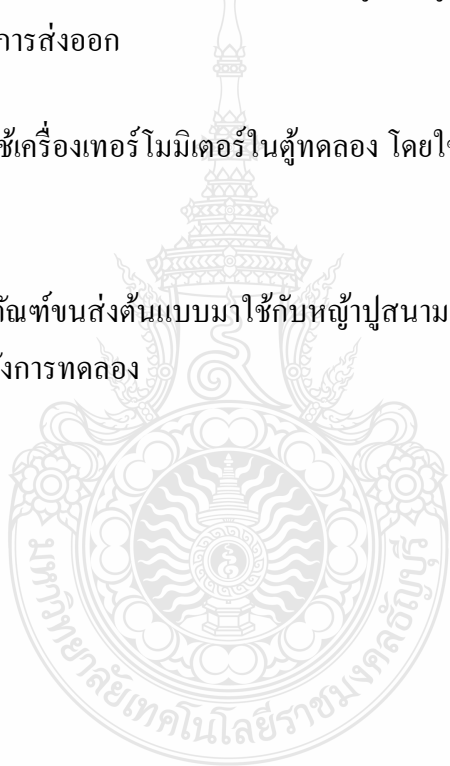 การส่งออก
ช้เครื่องเทอร์โมมิเตอร์ในตู้ทดลอง โดยใช
ภัณฑ์ขนส่งต้นแบบมาใช้กับหญ้าปูสนาม
ังการทดลอง
มหาวิทยาลัยเทคโนโลยีราชมงคลธัญบุรี